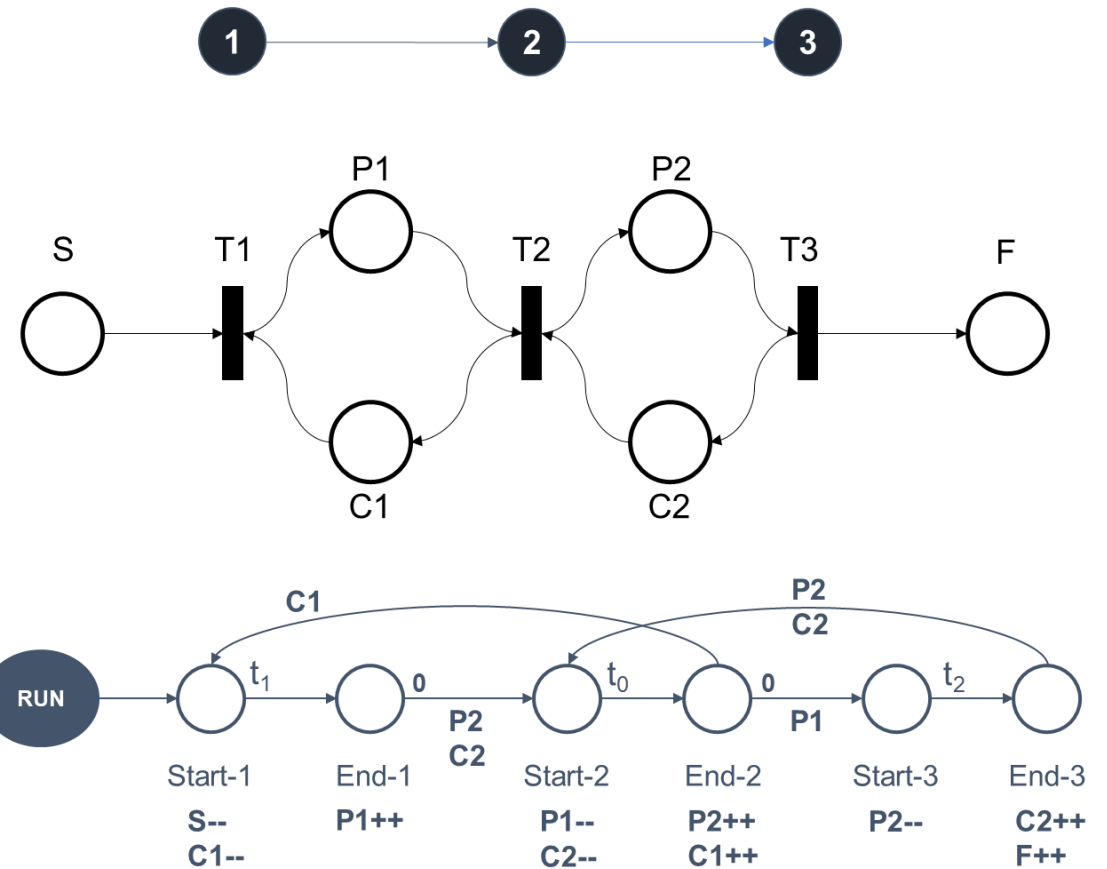 1 2 3
P1 P2
S T1 T2 T3 F
C1 C2
C1 P2
C2
RUN t₁ 0 t₀ 0 t₂
P2 P1
C2
Start-1 End-1 Start-2 End-2 Start-3 End-3
S-- P1++ P1-- P2++ P2-- C2++
C1-- C2-- C1++ F++